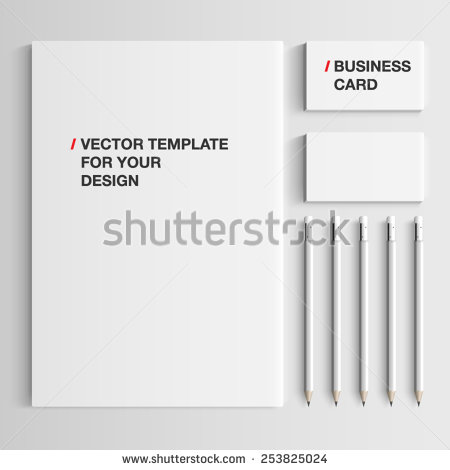 / VECTOR TEMPLATE
FOR YOUR
DESIGN
/ BUSINESS
CARD
shutterstock
www.shutterstock.com · 253825024